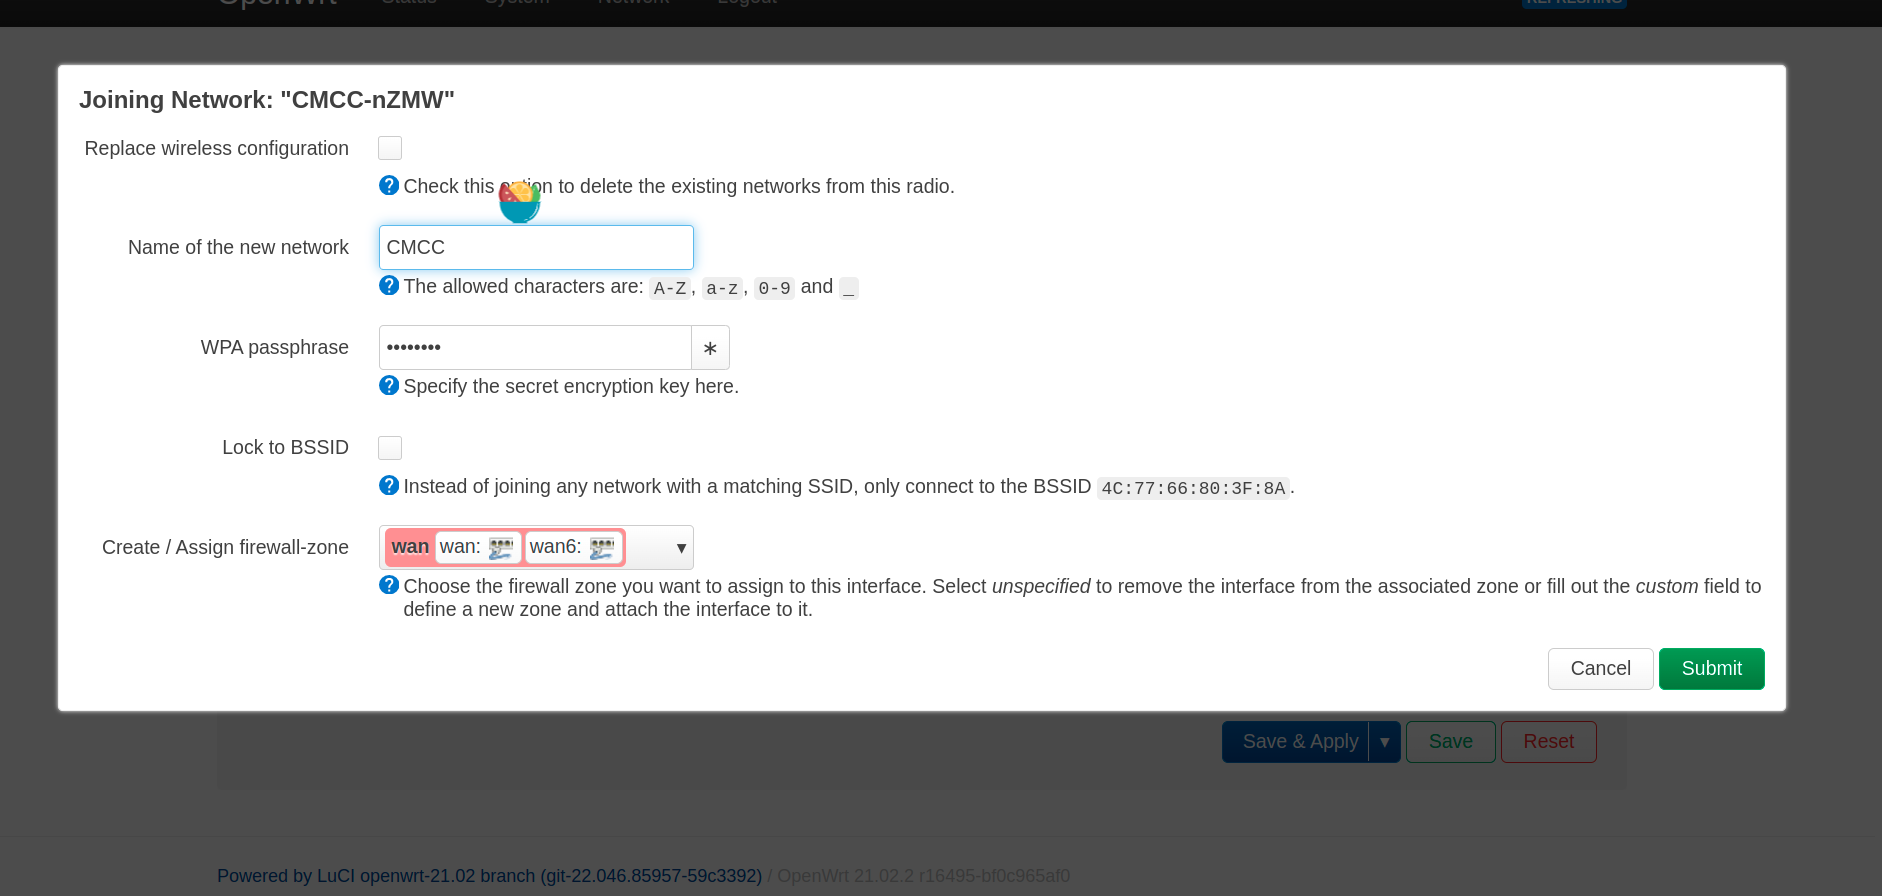 OpenWrt Status System Network Logout REFRESHING
Joining Network: "CMCC-nZMW"
Replace wireless configuration
Check this option to delete the existing networks from this radio.
Name of the new network CMCC
The allowed characters are: A-Z, a-z, 0-9 and _
WPA passphrase •••••••• ∗
Specify the secret encryption key here.
Lock to BSSID
Instead of joining any network with a matching SSID, only connect to the BSSID 4C:77:66:80:3F:8A.
Create / Assign firewall-zone wan wan: wan6: ▾
Choose the firewall zone you want to assign to this interface. Select unspecified to remove the interface from the associated zone or fill out the custom field to
define a new zone and attach the interface to it.
Cancel Submit
Save & Apply ▾ Save Reset
Powered by LuCI openwrt-21.02 branch (git-22.046.85957-59c3392) / OpenWrt 21.02.2 r16495-bf0c965af0